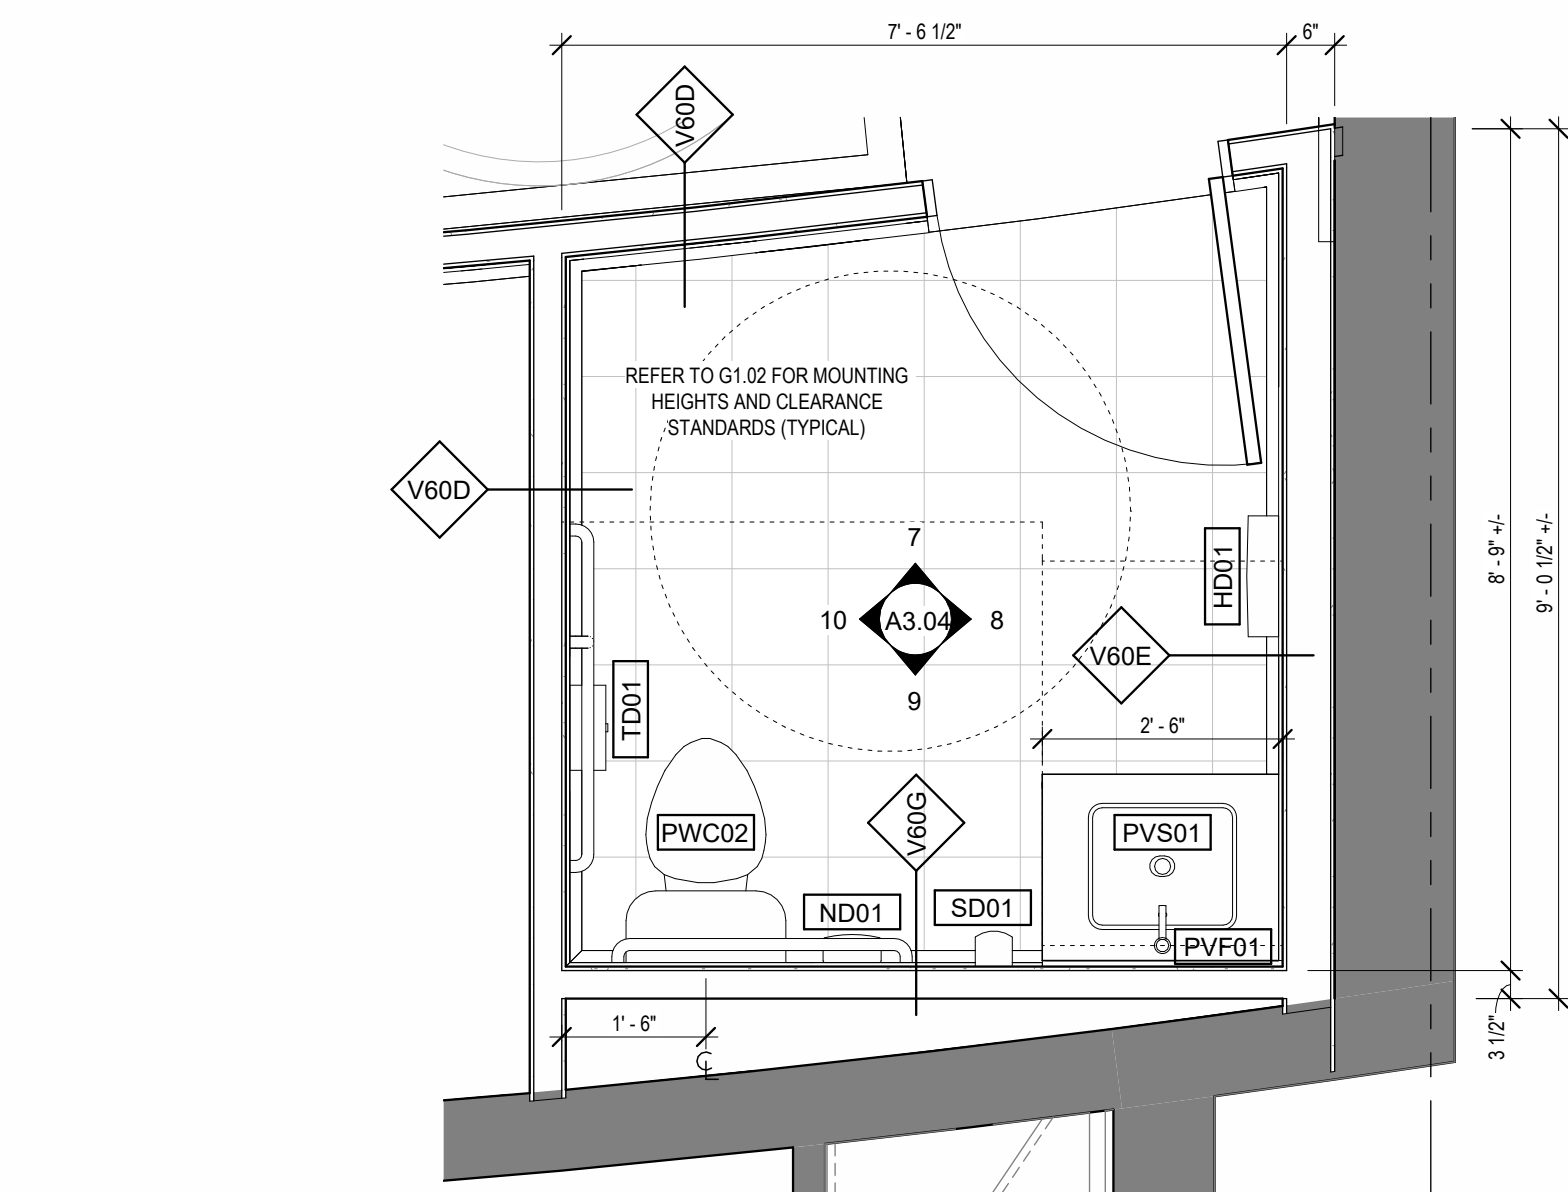 7' - 6 1/2"
6"
V60D
REFER TO G1.02 FOR MOUNTING
HEIGHTS AND CLEARANCE
STANDARDS (TYPICAL)
V60D
7
10
A3.04
8
9
HD01
8' - 9" +/-
9' - 0 1/2" +/-
V60E
TD01
2' - 6"
PWC02
V60G
PVS01
ND01
SD01
PVF01
1' - 6"
CL
3 1/2"